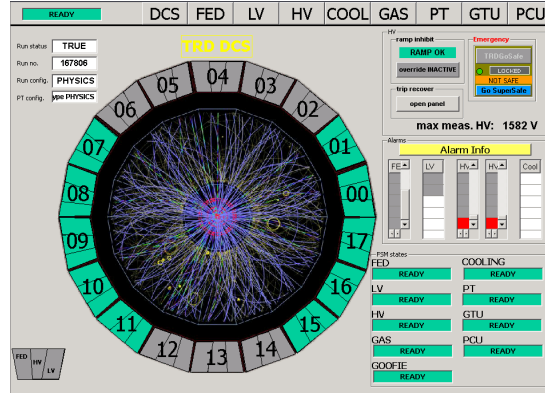 READY DCS FED LV HV COOL GAS PT GTU PCU
TRD DCS
Run status TRUE
Run no. 167806
Run config. PHYSICS
PT config. ype PHYSICS
04
03
02
01
00
17
16
15
14
13
12
11
10
09
08
07
06
05
FED HV LV
HV
ramp inhibit
RAMP OK
override INACTIVE
trip recover
open panel
Emergency
TRDGoSafe
LOCKED
NOT SAFE
Go SuperSafe
max meas. HV: 1582 V
Alarms
Alarm Info
FE LV HV HV Cool
FSM states
FED COOLING
READY READY
LV PT
READY READY
HV GTU
READY READY
GAS PCU
READY READY
GOOFIE
READY